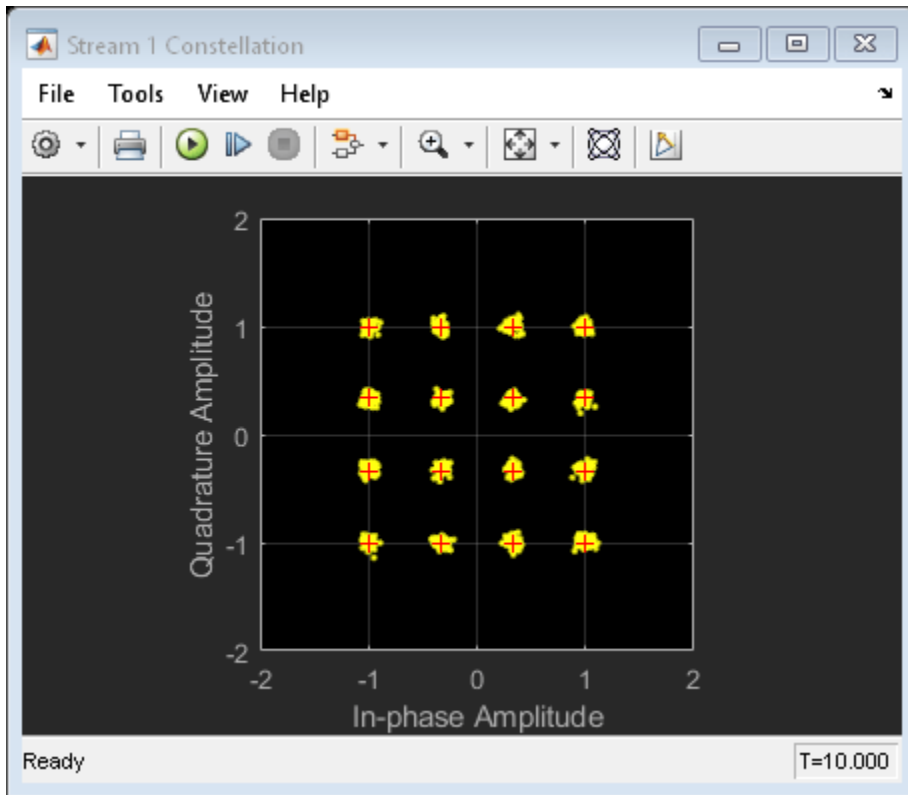 Stream 1 Constellation
File Tools View Help
2
1
0
-1
-2
Quadrature Amplitude
-2 -1 0 1 2
In-phase Amplitude
Ready T=10.000